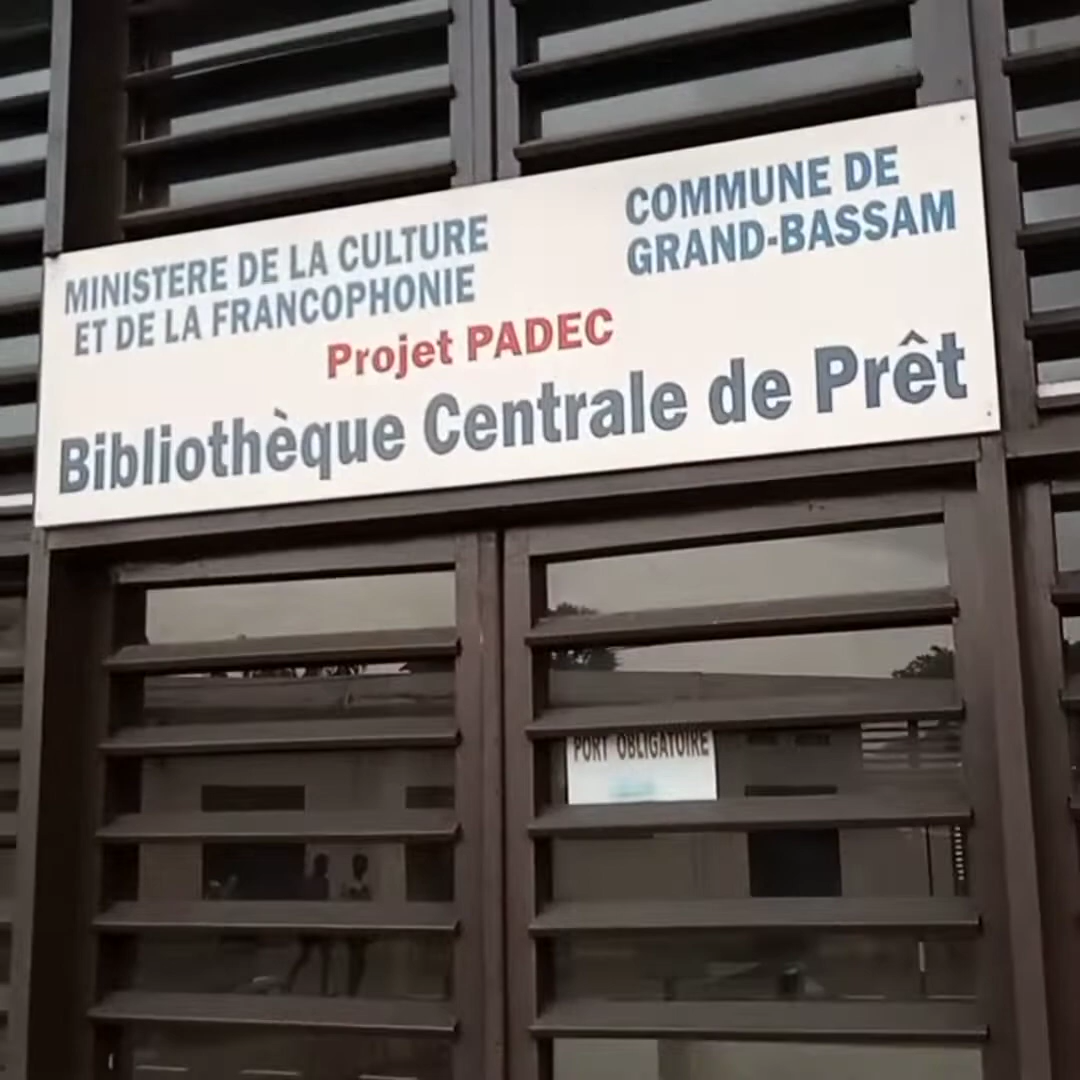 MINISTERE DE LA CULTURE
ET DE LA FRANCOPHONIE
COMMUNE DE
GRAND-BASSAM
Projet PADEC
Bibliothèque Centrale de Prêt
PORT OBLIGATOIRE